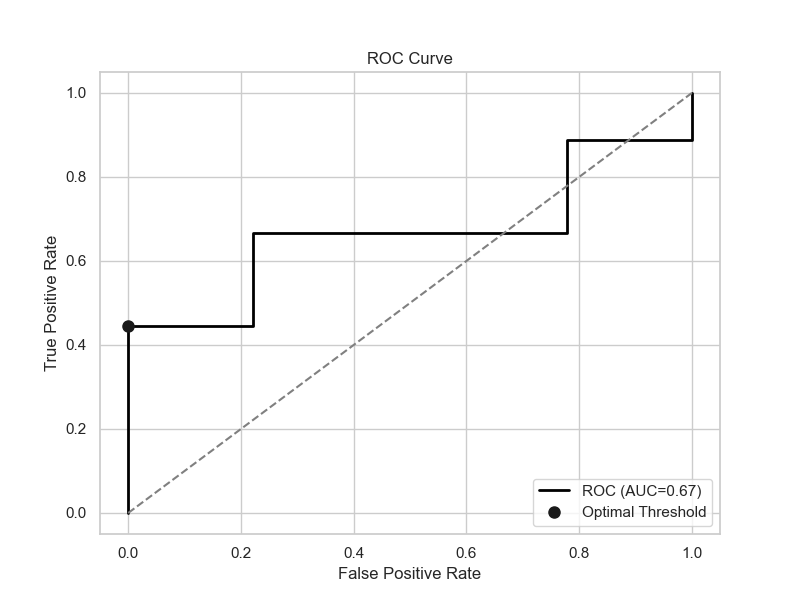 ROC Curve
1.0
0.8
0.6
0.4
0.2
0.0
True Positive Rate
0.0 0.2 0.4 0.6 0.8 1.0
False Positive Rate
ROC (AUC=0.67)
Optimal Threshold